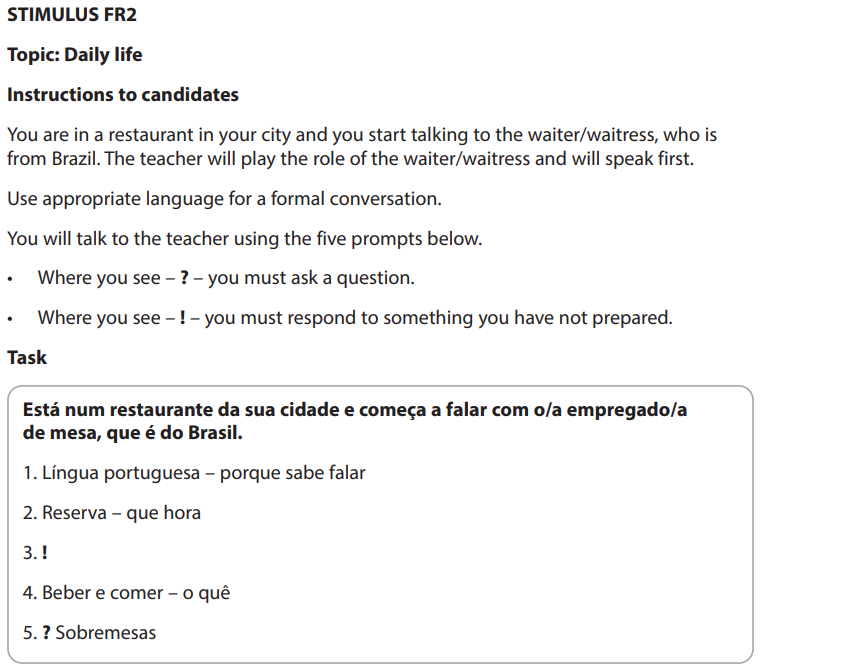 STIMULUS FR2
Topic: Daily life
Instructions to candidates
You are in a restaurant in your city and you start talking to the waiter/waitress, who is
from Brazil. The teacher will play the role of the waiter/waitress and will speak first.
Use appropriate language for a formal conversation.
You will talk to the teacher using the five prompts below.
• Where you see – ? – you must ask a question.
• Where you see – ! – you must respond to something you have not prepared.
Task
Está num restaurante da sua cidade e começa a falar com o/a empregado/a
de mesa, que é do Brasil.
1. Língua portuguesa – porque sabe falar
2. Reserva – que hora
3. !
4. Beber e comer – o quê
5. ? Sobremesas